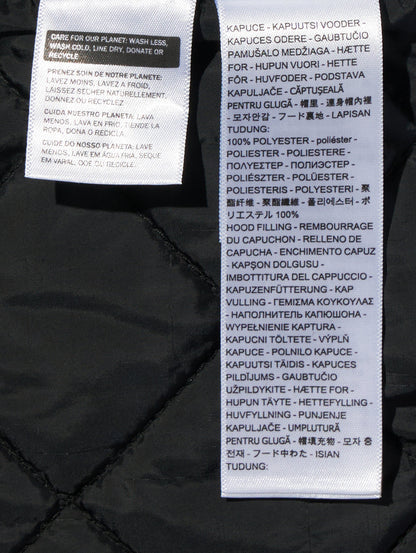 CARE FOR OUR PLANET: WASH LESS,
WASH COLD, LINE DRY, DONATE OR
RECYCLE
PRENEZ SOIN DE NOTRE PLANETE:
LAVEZ MOINS, LAVEZ A FROID,
LAISSEZ SECHER NATURELLEMENT,
DONNEZ OU RECYCLEZ
CUIDA NUESTRO PLANETA: LAVA
MENOS, LAVA EN FRIO, TIENDE LA
ROPA, DONA O RECICLA.
CUIDE DO NOSSO PLANETA: LAVE
MENOS, LAVE EM AGUA FRIA, SEQUE
EM VARAL, DOE OU RECICLE.
KAPUCE - KAPUUTSI VOODER -
KAPUCES ODERE - GAUBTUČIO
PAMUŠALO MEDŽIAGA - HÆTTE
FOR - HUPUN VUORI - HETTE
FÔR - HUVFODER - PODSTAVA
KAPULJAČE - CĂPTUŞEALĂ
PENTRU GLUGĂ - 帽里 - 連身帽內裡
- 모자안감 - フード裏地 - LAPISAN
TUDUNG:
100% POLYESTER - poliéster -
POLIESTER - POLIESTERE -
ΠΟΛΥΕΣΤΕΡ - ПОЛИЭСТЕР -
POLIÉSZTER - POLÜESTER -
POLIESTERIS - POLYESTERI - 聚
酯纤维 - 聚酯纖維 - 폴리에스터 - ポ
リエステル 100%
HOOD FILLING - REMBOURRAGE
DU CAPUCHON - RELLENO DE
CAPUCHA - ENCHIMENTO CAPUZ
- KAPŞON DOLGUSU -
IMBOTTITURA DEL CAPPUCCIO -
KAPUZENFÜTTERUNG - KAP
VULLING - ΓΕΜΙΣΜΑ ΚΟΥΚΟΥΛΑΣ
- НАПОЛНИТЕЛЬ КАПЮШОНА -
WYPEŁNIENIE KAPTURA -
KAPUCNI TÖLTETE - VÝPLŇ
KAPUCE - POLNILO KAPUCE -
KAPUUTSI TÄIDIS - KAPUCES
PILDĪJUMS - GAUBTUČIO
UŽPILDYKITE - HÆTTE FOR -
HUPUN TÄYTE - HETTEFYLLING -
HUVFYLLNING - PUNJENJE
KAPULJAČE - UMPLUTURĂ
PENTRU GLUGĂ - 帽填充物 - 모자 충
전재 - フード中わた - ISIAN
TUDUNG: